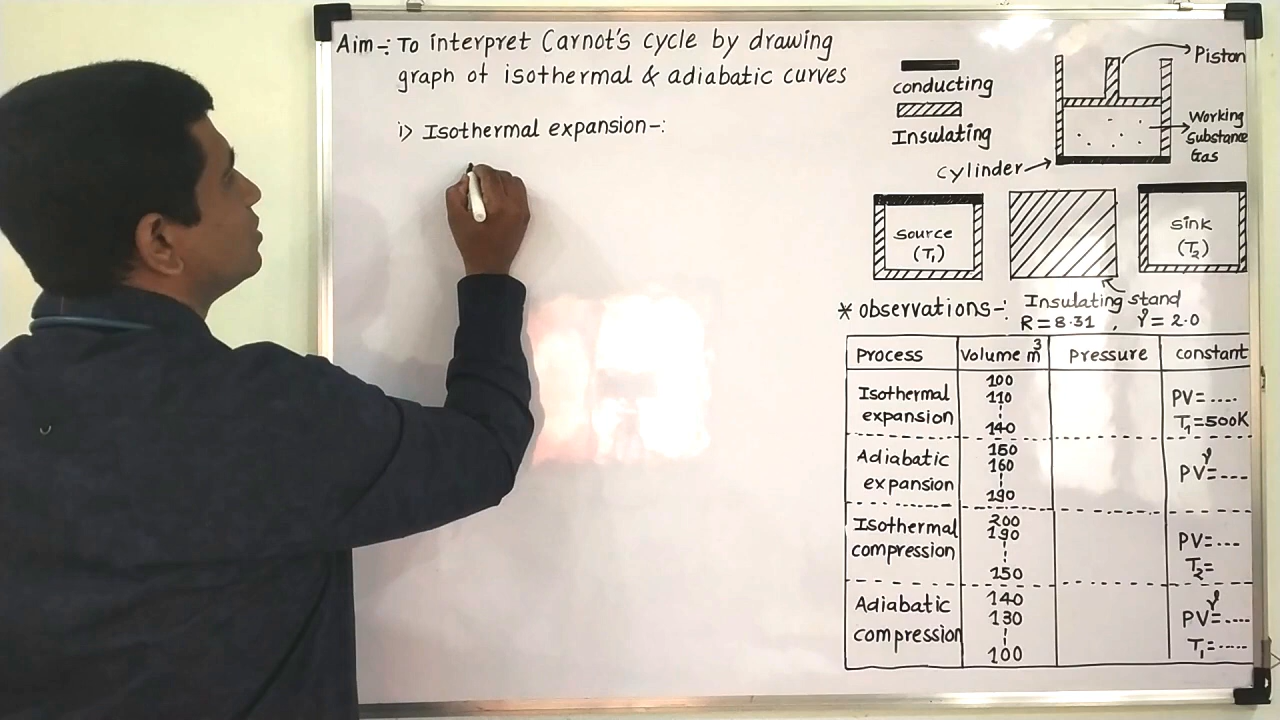 Aim-: To interpret Carnot's cycle by drawing
graph of isothermal & adiabatic curves
i) Isothermal expansion-:
conducting
Insulating
Piston
Working
Substance
Gas
cylinder
source
(T₁)
sink
(T₂)
Insulating stand
* observations-:
R = 8.31 , γ = 2.0
Process Volume m³ pressure constant
Isothermal
expansion
100
110
140
PV = ....
T₁ = 500K
Adiabatic
expansion
150
160
190
PV^γ = ----
Isothermal
compression
200
190
150
PV = ---
T₂ =
Adiabatic
compression
140
130
100
PV^γ = ----
T₁ = -----